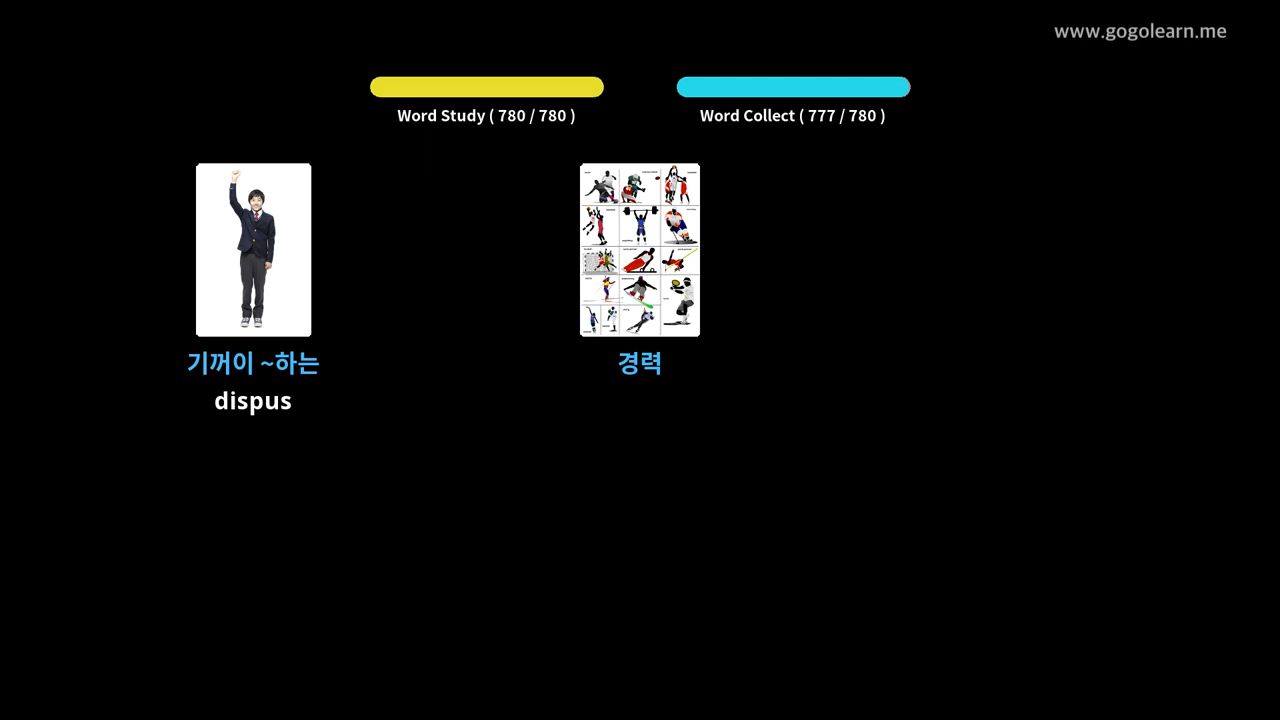 www.gogolearn.me
Word Study ( 780 / 780 )
Word Collect ( 777 / 780 )
기꺼이 ~하는
dispus
경력